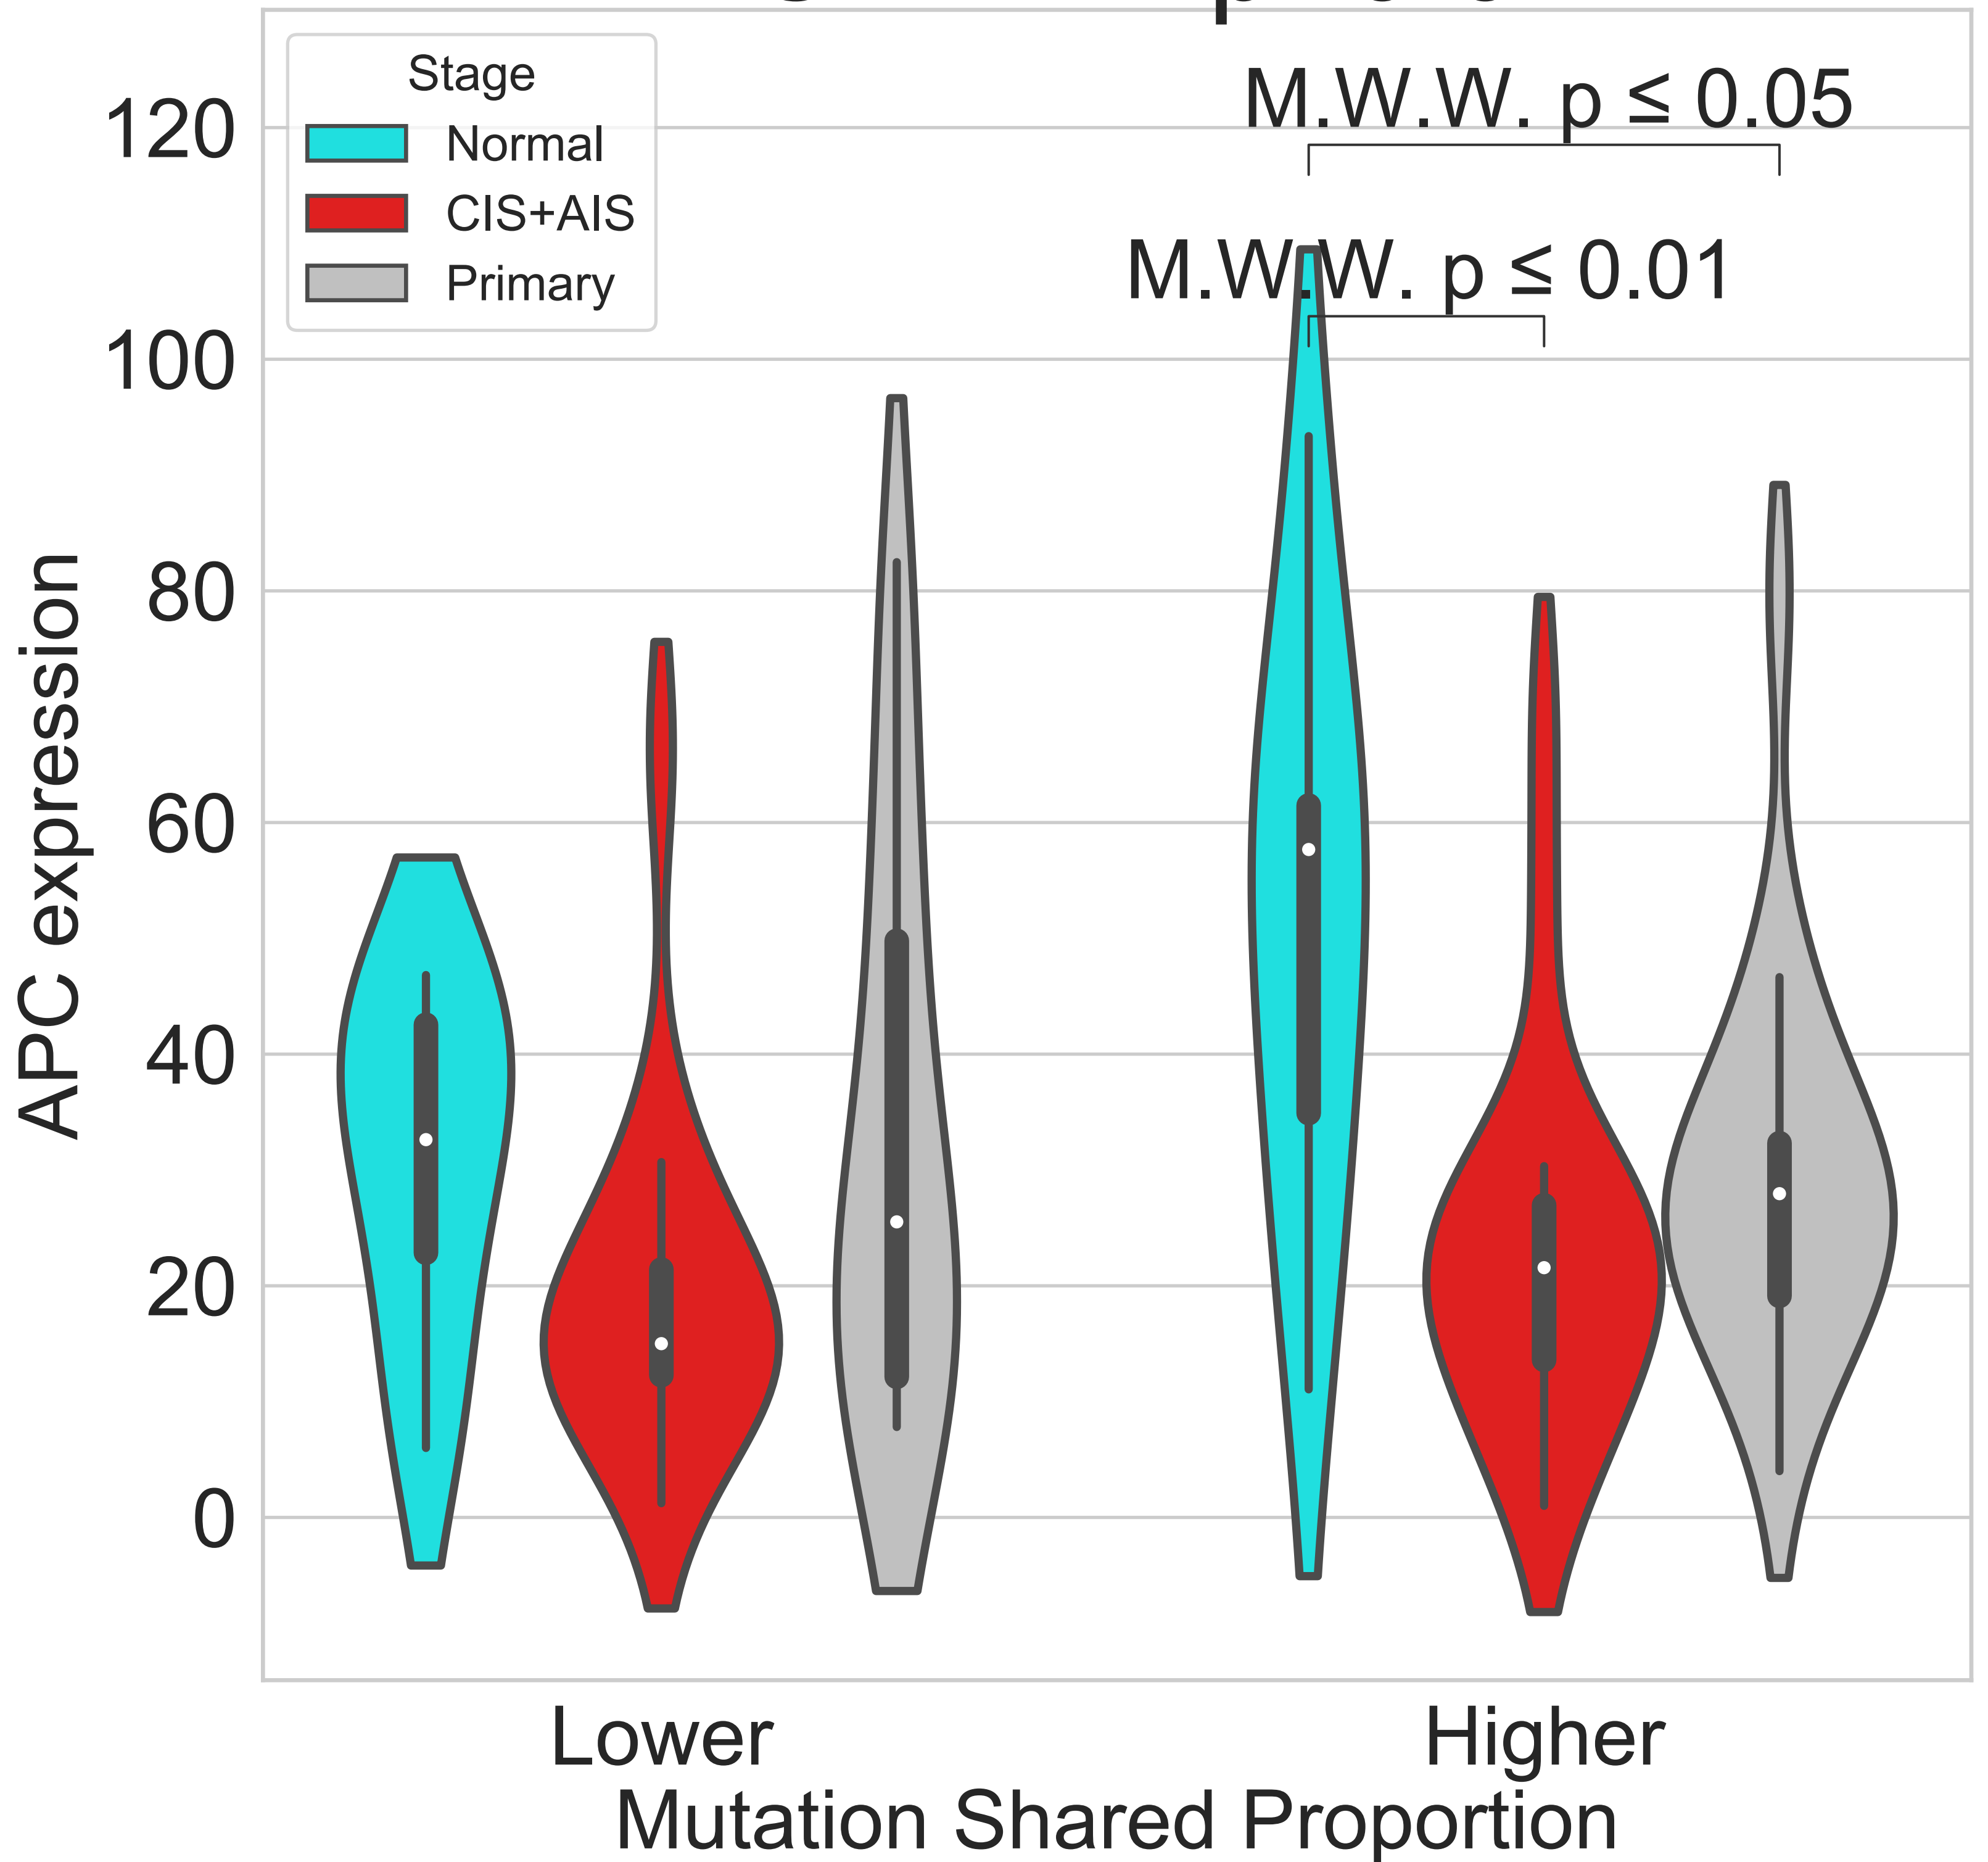 Stage
Normal
CIS+AIS
Primary
M.W.W. p ≤ 0.05
M.W.W. p ≤ 0.01
120
100
80
60
40
20
0
APC expression
Lower
Higher
Mutation Shared Proportion